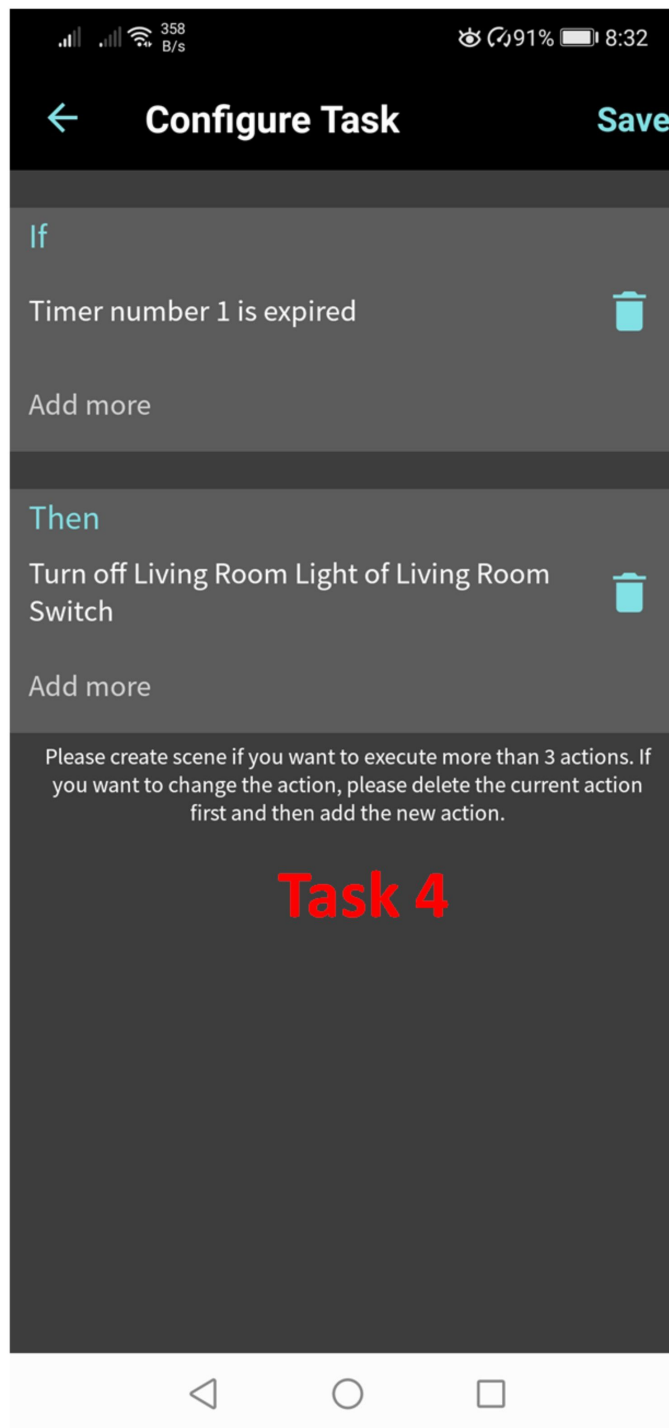 358
B/s
91%
8:32
Configure Task
Save
If
Timer number 1 is expired
Add more
Then
Turn off Living Room Light of Living Room
Switch
Add more
Please create scene if you want to execute more than 3 actions. If
you want to change the action, please delete the current action
first and then add the new action.
Task 4